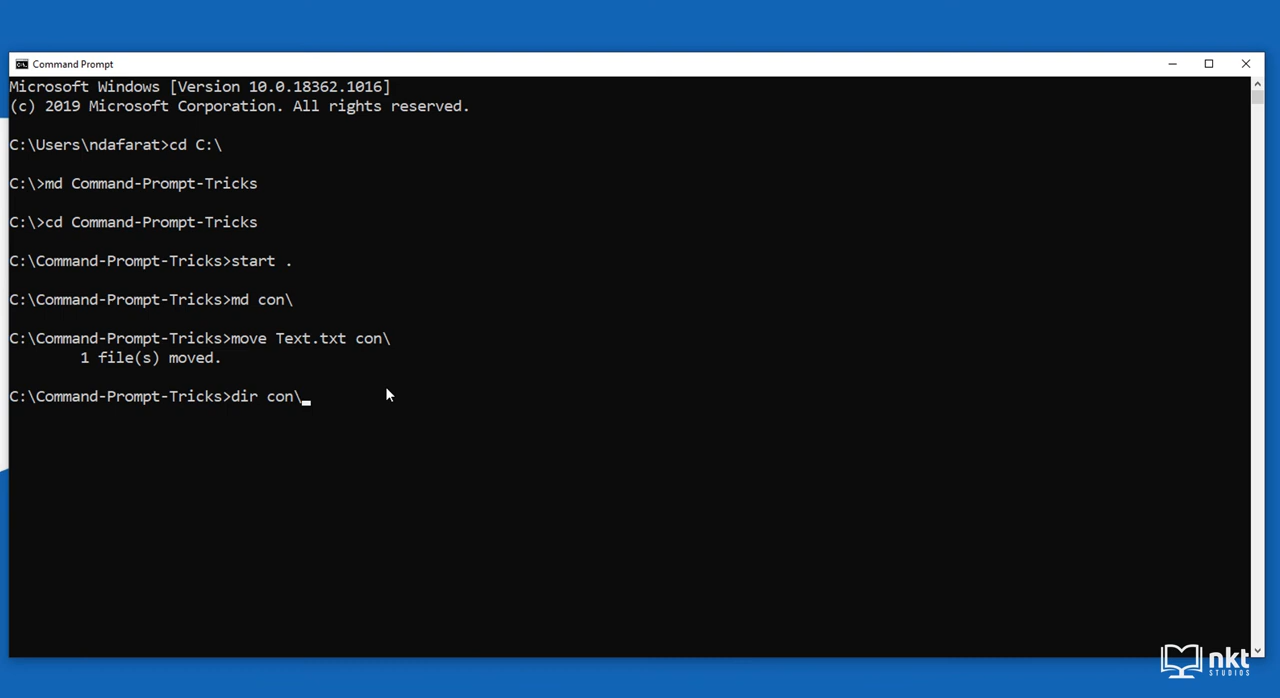 Command Prompt
Microsoft Windows [Version 10.0.18362.1016]
(c) 2019 Microsoft Corporation. All rights reserved.
C:\Users\ndafarat>cd C:\
C:\>md Command-Prompt-Tricks
C:\>cd Command-Prompt-Tricks
C:\Command-Prompt-Tricks>start .
C:\Command-Prompt-Tricks>md con\
C:\Command-Prompt-Tricks>move Text.txt con\
1 file(s) moved.
C:\Command-Prompt-Tricks>dir con\_
nkt
STUDIOS